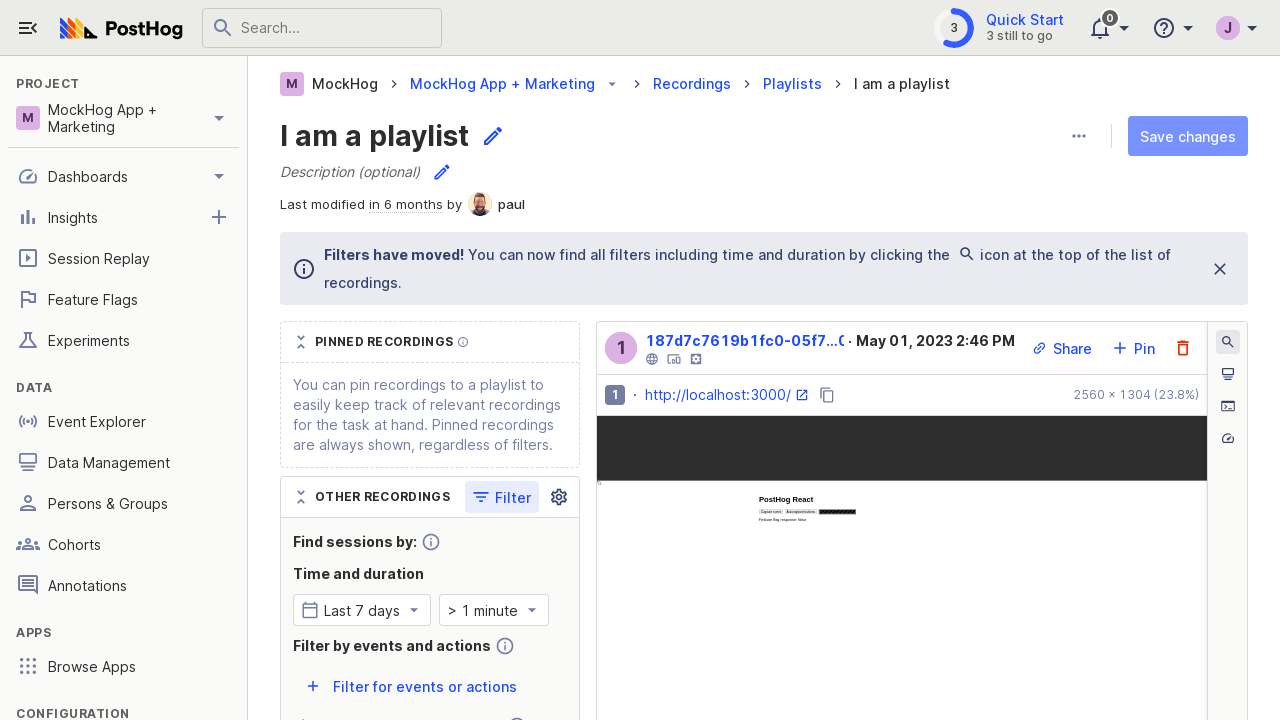 PostHog
Search...
3
Quick Start
3 still to go
0
J
PROJECT
M
MockHog App +
Marketing
Dashboards
Insights
Session Replay
Feature Flags
Experiments
DATA
Event Explorer
Data Management
Persons & Groups
Cohorts
Annotations
APPS
Browse Apps
CONFIGURATION
M MockHog > MockHog App + Marketing > Recordings > Playlists > I am a playlist
I am a playlist
Save changes
Description (optional)
Last modified in 6 months by paul
Filters have moved! You can now find all filters including time and duration by clicking the icon at the top of the list of
recordings.
PINNED RECORDINGS
You can pin recordings to a playlist to
easily keep track of relevant recordings
for the task at hand. Pinned recordings
are always shown, regardless of filters.
OTHER RECORDINGS
Filter
Find sessions by:
Time and duration
Last 7 days
> 1 minute
Filter by events and actions
Filter for events or actions
1
187d7c7619b1fc0-05f7...0 · May 01, 2023 2:46 PM
Share
Pin
1 · http://localhost:3000/
2560 × 1304 (23.8%)
PostHog React
Capture event
Autocapture buttons
Feature flag response: false